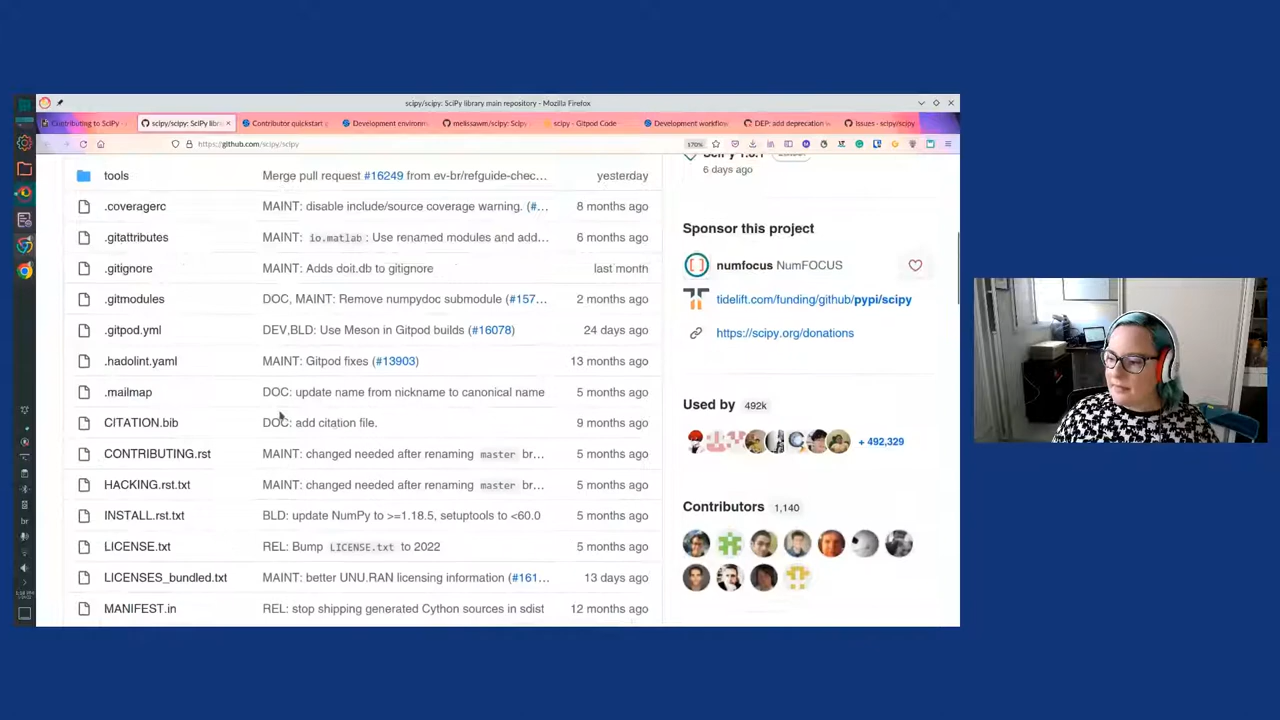 scipy/scipy: SciPy library main repository - Mozilla Firefox
Contributing to SciPy
scipy/scipy: SciPy libr
Contributor quickstart g
Development environm
melissawm/scipy: Scipy
scipy - Gitpod Code
Development workflow
DEP: add deprecation w
Issues · scipy/scipy
https://github.com/scipy/scipy
170%
tools Merge pull request #16249 from ev-br/refguide-chec... yesterday
.coveragerc MAINT: disable include/source coverage warning. (#... 8 months ago
.gitattributes MAINT: io.matlab: Use renamed modules and add... 6 months ago
.gitignore MAINT: Adds doit.db to gitignore last month
.gitmodules DOC, MAINT: Remove numpydoc submodule (#157... 2 months ago
.gitpod.yml DEV,BLD: Use Meson in Gitpod builds (#16078) 24 days ago
.hadolint.yaml MAINT: Gitpod fixes (#13903) 13 months ago
.mailmap DOC: update name from nickname to canonical name 5 months ago
CITATION.bib DOC: add citation file. 9 months ago
CONTRIBUTING.rst MAINT: changed needed after renaming master br... 5 months ago
HACKING.rst.txt MAINT: changed needed after renaming master br... 5 months ago
INSTALL.rst.txt BLD: update NumPy to >=1.18.5, setuptools to <60.0 5 months ago
LICENSE.txt REL: Bump LICENSE.txt to 2022 5 months ago
LICENSES_bundled.txt MAINT: better UNU.RAN licensing information (#161... 13 days ago
MANIFEST.in REL: stop shipping generated Cython sources in sdist 12 months ago
6 days ago
Sponsor this project
numfocus NumFOCUS
tidelift.com/funding/github/pypi/scipy
https://scipy.org/donations
Used by 492k
+ 492,329
Contributors 1,140
br